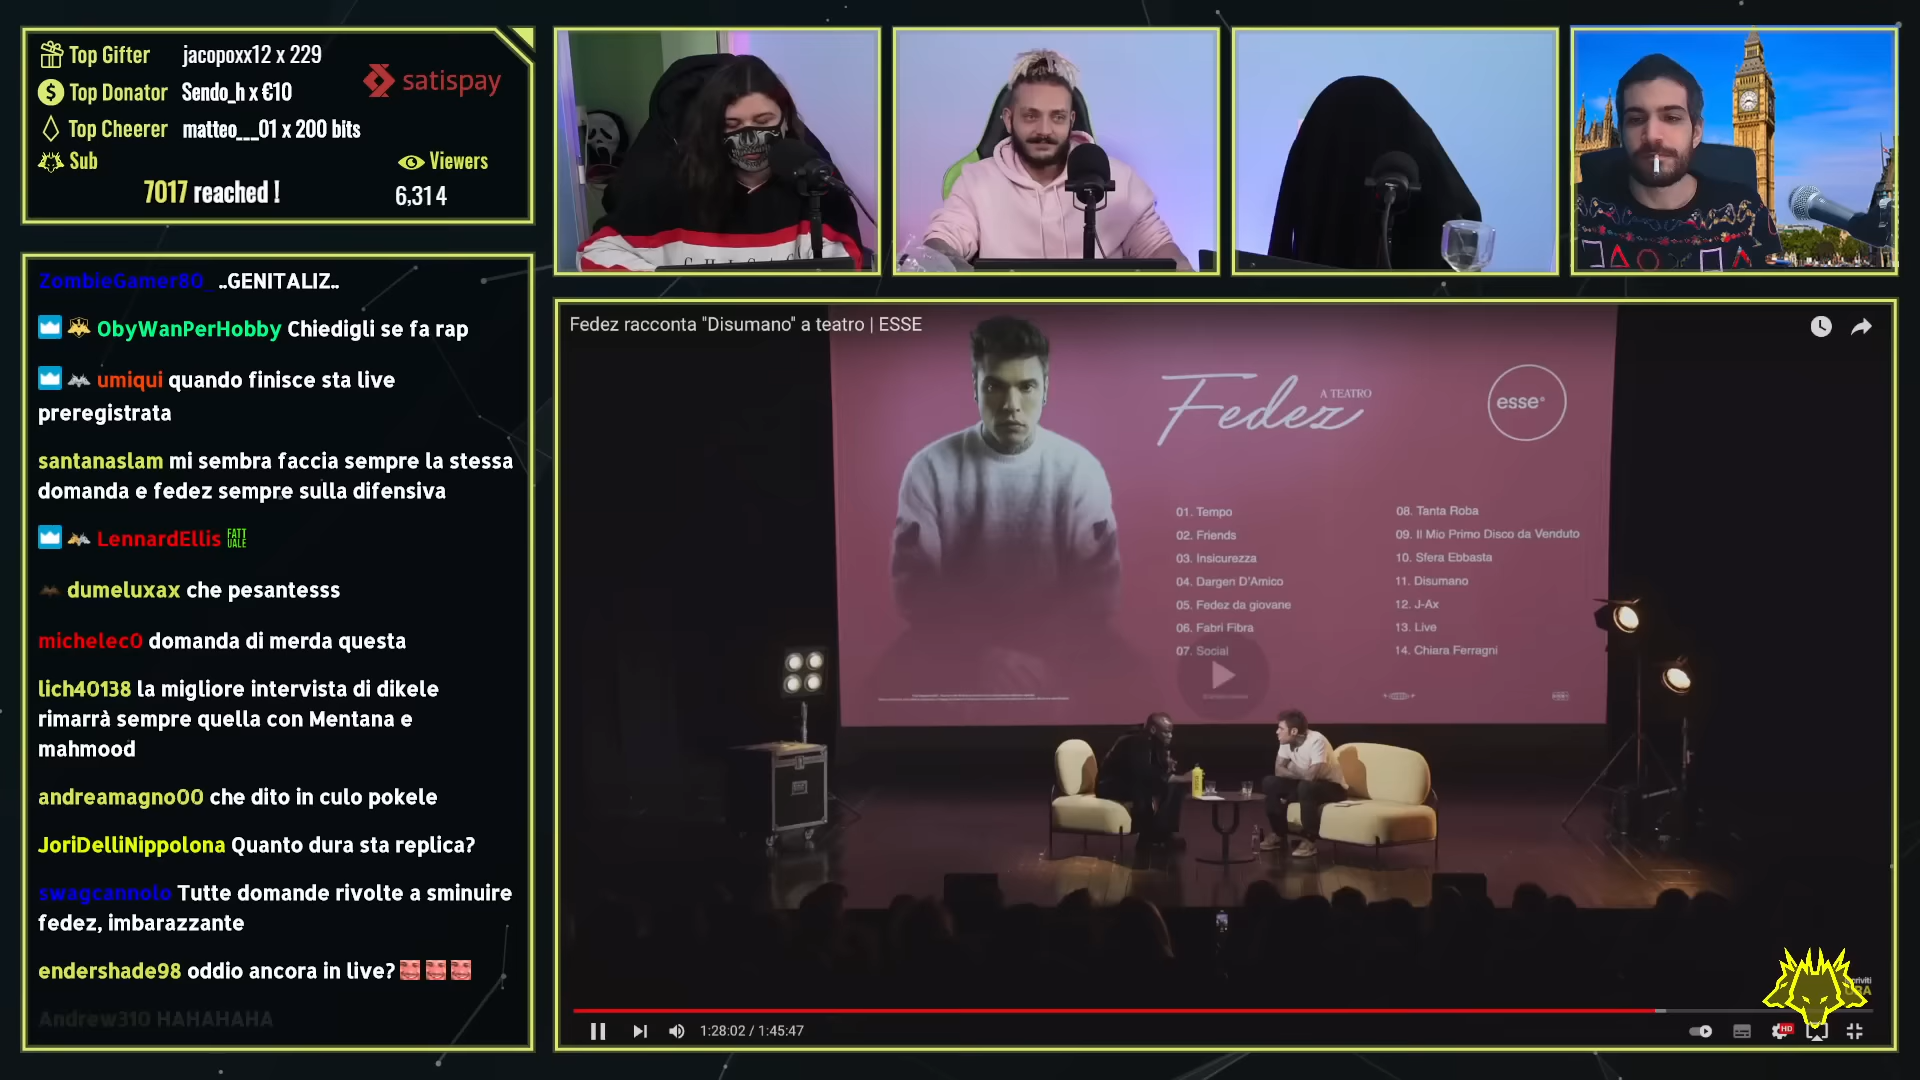 Top Gifter jacopoxx12 x 229
satispay
Top Donator Sendo_h x €10
Top Cheerer matteo___01 x 200 bits
Sub
Viewers
7017 reached !
6,314
ZombieGamer80_ ..GENITALIZ..
ObyWanPerHobby Chiedigli se fa rap
umiqui quando finisce sta live
preregistrata
santanaslam mi sembra faccia sempre la stessa
domanda e fedez sempre sulla difensiva
LennardEllis FATT
UALE
dumeluxax che pesantesss
michelec0 domanda di merda questa
lich40138 la migliore intervista di dikele
rimarrà sempre quella con Mentana e
mahmood
andreamagno00 che dito in culo pokele
JoriDelliNippolona Quanto dura sta replica?
swagcannolo Tutte domande rivolte a sminuire
fedez, imbarazzante
endershade98 oddio ancora in live?
Andrew310 HAHAHAHA
Fedez racconta "Disumano" a teatro | ESSE
A TEATRO
Fedez
esse
01. Tempo
02. Friends
03. Insicurezza
04. Dargen D'Amico
05. Fedez da giovane
06. Fabri Fibra
07. Social
08. Tanta Roba
09. Il Mio Primo Disco da Venduto
10. Sfera Ebbasta
11. Disumano
12. J-Ax
13. Live
14. Chiara Ferragni
1:28:02 / 1:45:47
HD